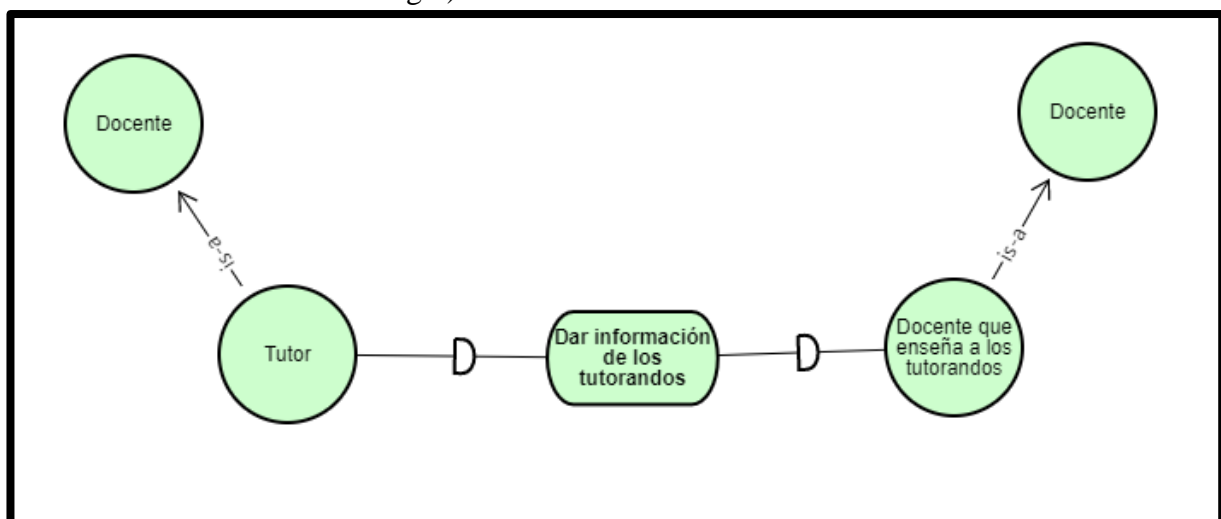 Docente
Docente
is-a
is-a
Tutor
Dar información
de los
tutorandos
Docente que
enseña a los
tutorandos